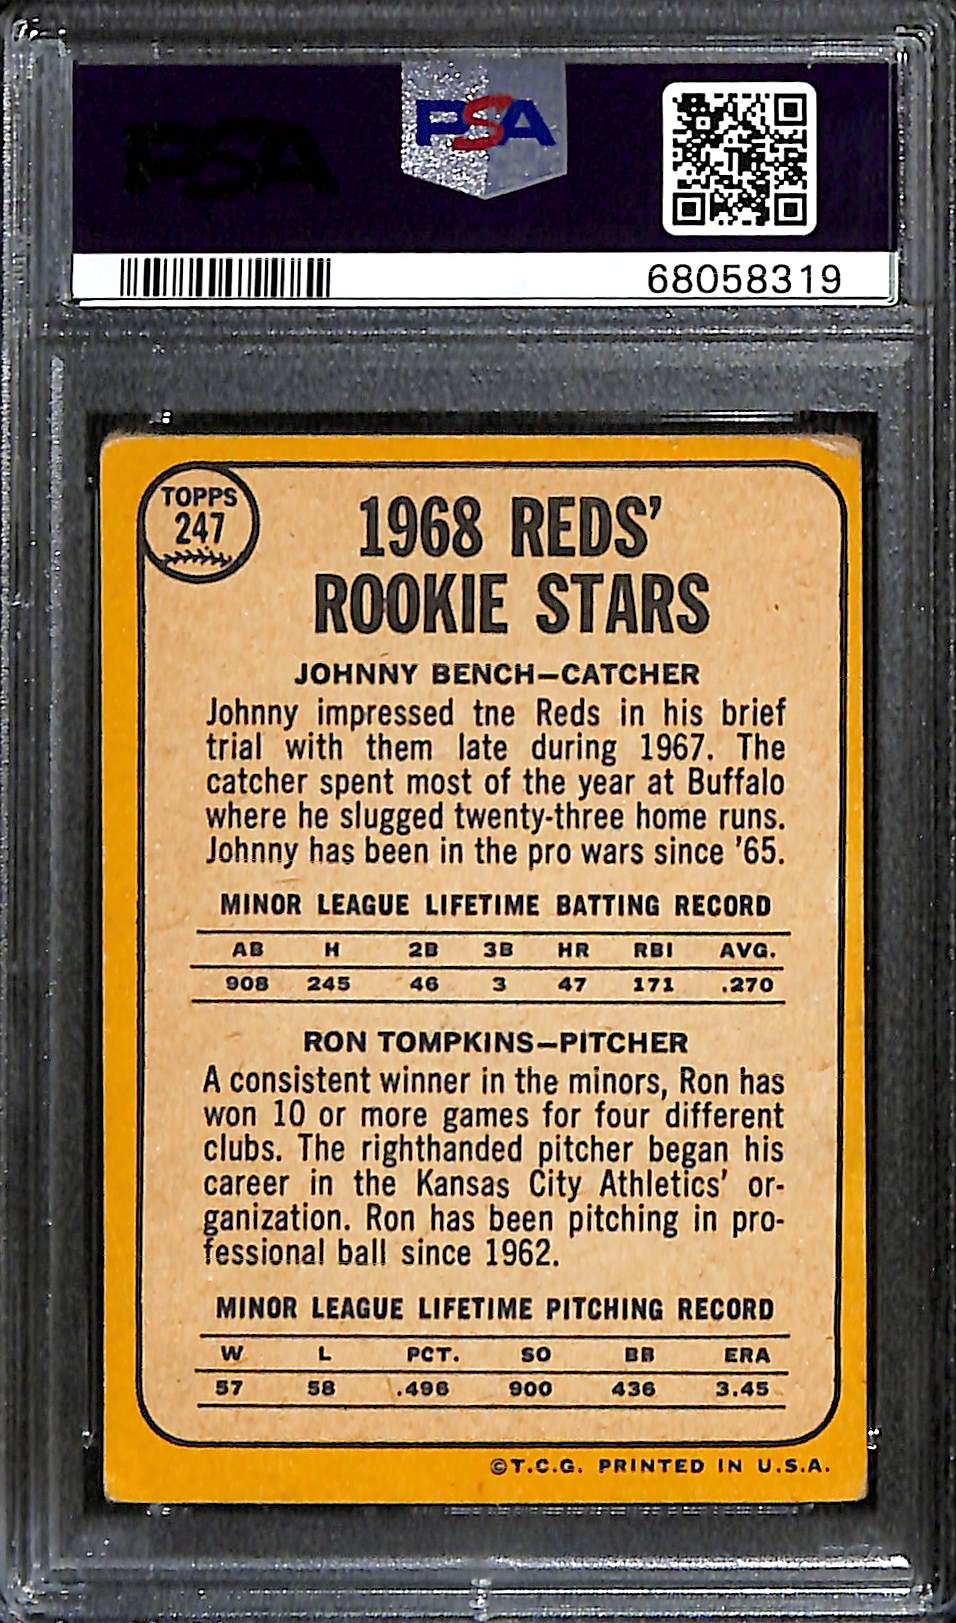 PSA
PSA
68058319
TOPPS
247
1968 REDS'
ROOKIE STARS
JOHNNY BENCH–CATCHER
Johnny impressed tne Reds in his brief
trial with them late during 1967. The
catcher spent most of the year at Buffalo
where he slugged twenty-three home runs.
Johnny has been in the pro wars since '65.
MINOR LEAGUE LIFETIME BATTING RECORD
AB H 2B 3B HR RBI AVG.
908 245 46 3 47 171 .270
RON TOMPKINS–PITCHER
A consistent winner in the minors, Ron has
won 10 or more games for four different
clubs. The righthanded pitcher began his
career in the Kansas City Athletics' or-
ganization. Ron has been pitching in pro-
fessional ball since 1962.
MINOR LEAGUE LIFETIME PITCHING RECORD
W L PCT. SO BB ERA
57 58 .496 900 436 3.45
©T.C.G. PRINTED IN U.S.A.